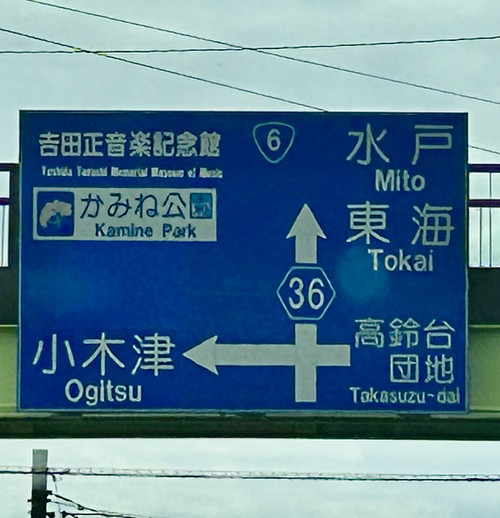 吉田正音楽記念館
Yoshida Tadashi Memorial Museum of Music
かみね公園
Kamine Park
6
水戸
Mito
東海
Tokai
36
小木津
Ogitsu
高鈴台
団地
Takasuzu-dai